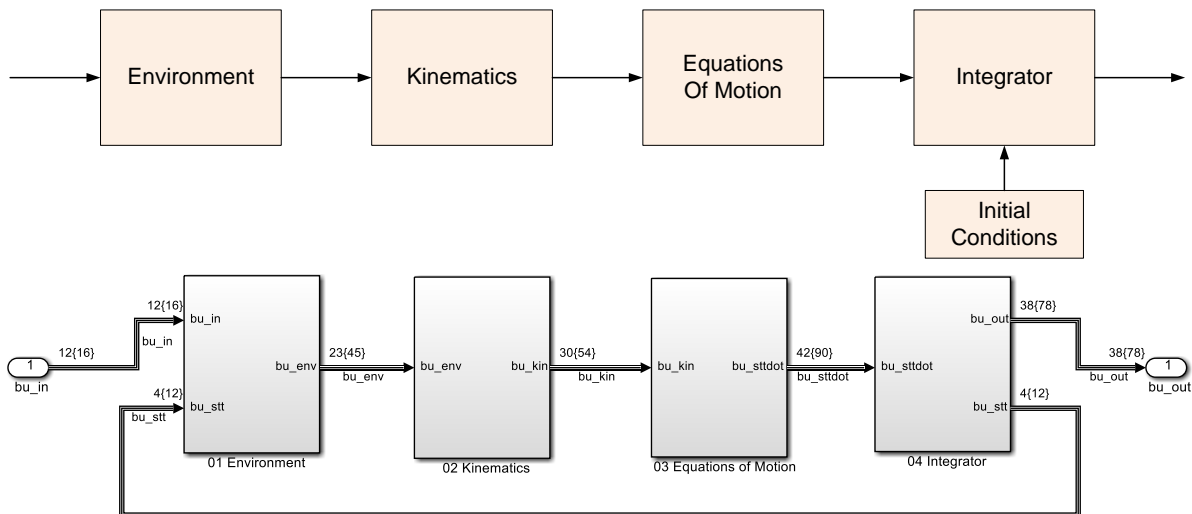 Environment
Kinematics
Equations
Of Motion
Integrator
Initial
Conditions
1
bu_in
12{16}
12{16}
bu_in
4{12}
bu_stt
bu_in
bu_stt
bu_env
01 Environment
23{45}
bu_env
bu_env
bu_kin
02 Kinematics
30{54}
bu_kin
bu_kin
bu_sttdot
03 Equations of Motion
42{90}
bu_sttdot
bu_sttdot
bu_out
bu_stt
04 Integrator
38{78}
4{12}
38{78}
bu_out
1
bu_out